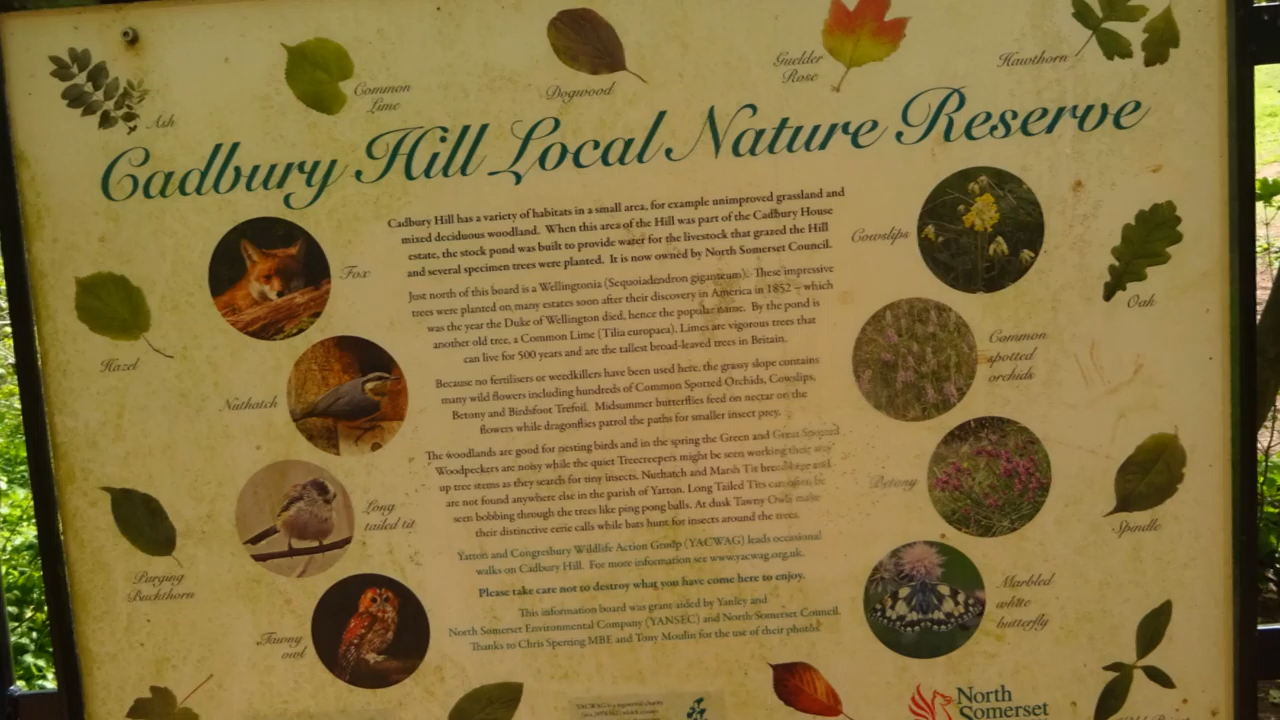 Ash
Common
Lime
Dogwood
Guelder
Rose
Hawthorn
Cadbury Hill Local Nature Reserve
Cadbury Hill has a variety of habitats in a small area, for example unimproved grassland and
mixed deciduous woodland. When this area of the Hill was part of the Cadbury House
estate, the stock pond was built to provide water for the livestock that grazed the Hill
and several specimen trees were planted. It is now owned by North Somerset Council.
Just north of this board is a Wellingtonia (Sequoiadendron giganteum). These impressive
trees were planted on many estates soon after their discovery in America in 1852 – which
was the year the Duke of Wellington died, hence the popular name. By the pond is
another old tree, a Common Lime (Tilia europaea). Limes are vigorous trees that
can live for 500 years and are the tallest broad-leaved trees in Britain.
Because no fertilisers or weedkillers have been used here, the grassy slope contains
many wild flowers including hundreds of Common Spotted Orchids, Cowslips,
Betony and Birdsfoot Trefoil. Midsummer butterflies feed on nectar on the
flowers while dragonflies patrol the paths for smaller insect prey.
The woodlands are good for nesting birds and in the spring the Green and Great Spotted
Woodpeckers are noisy while the quiet Treecreepers might be seen working their way
up tree stems as they search for tiny insects. Nuthatch and Marsh Tit breed here and
are not found anywhere else in the parish of Yatton. Long Tailed Tits can often be
seen bobbing through the trees like ping pong balls. At dusk Tawny Owls make
their distinctive eerie calls while bats hunt for insects around the trees.
Yatton and Congresbury Wildlife Action Group (YACWAG) leads occasional
walks on Cadbury Hill. For more information see www.yacwag.org.uk.
Please take care not to destroy what you have come here to enjoy.
This information board was grant aided by Yanley and
North Somerset Environmental Company (YANSEC) and North Somerset Council.
Thanks to Chris Sperring MBE and Tony Moulin for the use of their photos.
Fox
Hazel
Nuthatch
Long
tailed tit
Purging
Buckthorn
Tawny
owl
Cowslips
Oak
Common
spotted
orchids
Betony
Spindle
Marbled
white
butterfly
YACWAG is a registered charity
North
Somerset